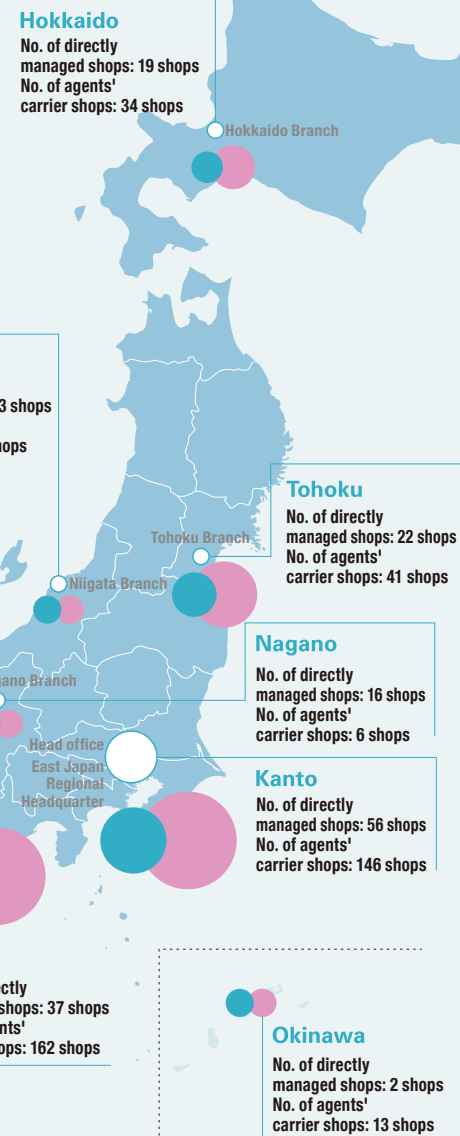 Hokkaido
No. of directly
managed shops: 19 shops
No. of agents'
carrier shops: 34 shops
Hokkaido Branch
3 shops
Tohoku
No. of directly
managed shops: 22 shops
No. of agents'
carrier shops: 41 shops
Tohoku Branch
Niigata Branch
Nagano
No. of directly
managed shops: 16 shops
No. of agents'
carrier shops: 6 shops
Branch
Head office
East Japan
Regional
Headquarter
Kanto
No. of directly
managed shops: 56 shops
No. of agents'
carrier shops: 146 shops
shops: 37 shops
162 shops
Okinawa
No. of directly
managed shops: 2 shops
No. of agents'
carrier shops: 13 shops